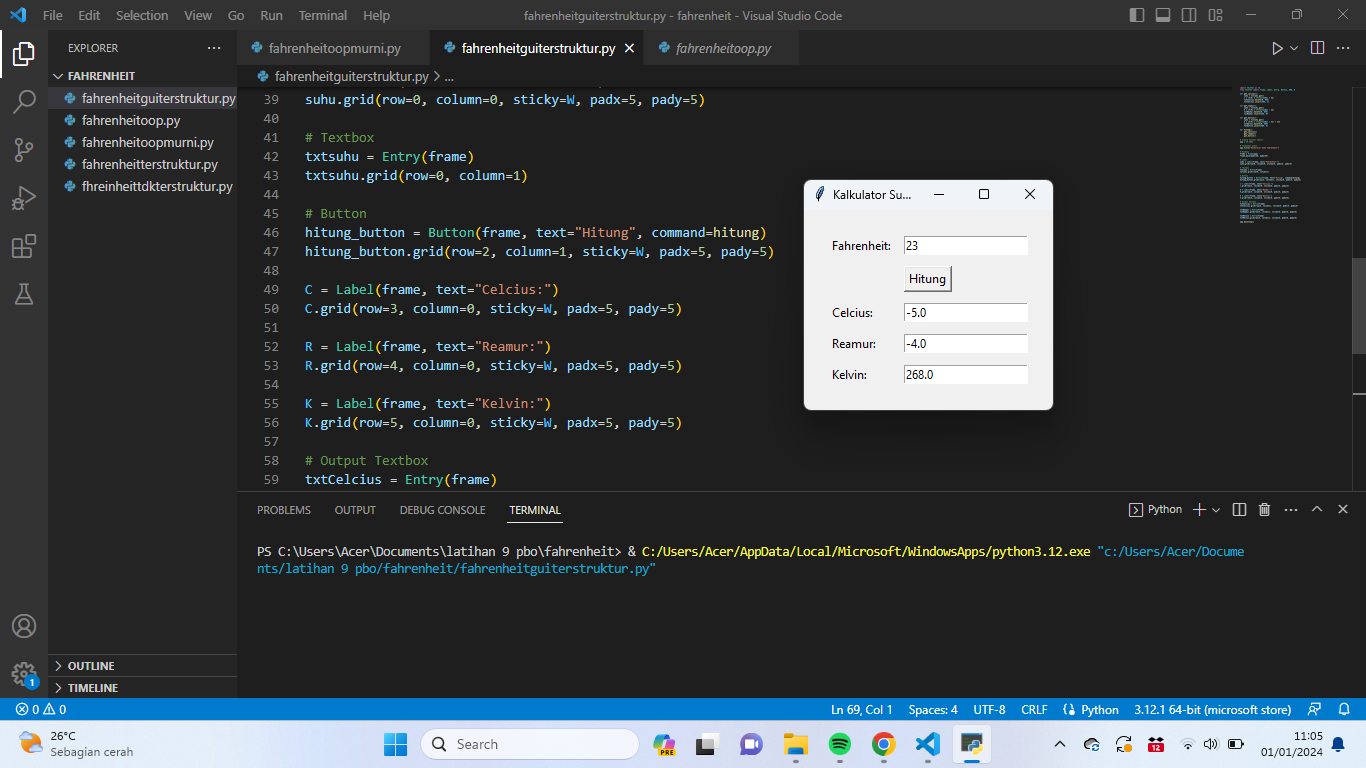 File Edit Selection View Go Run Terminal Help fahrenheitguiterstruktur.py - fahrenheit - Visual Studio Code
EXPLORER
FAHRENHEIT
fahrenheitguiterstruktur.py
fahrenheitoop.py
fahrenheitoopmurni.py
fahrenheitterstruktur.py
fhreinheittdkterstruktur.py
OUTLINE
TIMELINE
fahrenheitoopmurni.py fahrenheitguiterstruktur.py fahrenheitoop.py
fahrenheitguiterstruktur.py > ...
39 suhu.grid(row=0, column=0, sticky=W, padx=5, pady=5)
40
41 # Textbox
42 txtsuhu = Entry(frame)
43 txtsuhu.grid(row=0, column=1)
44
45 # Button
46 hitung_button = Button(frame, text="Hitung", command=hitung)
47 hitung_button.grid(row=2, column=1, sticky=W, padx=5, pady=5)
48
49 C = Label(frame, text="Celcius:")
50 C.grid(row=3, column=0, sticky=W, padx=5, pady=5)
51
52 R = Label(frame, text="Reamur:")
53 R.grid(row=4, column=0, sticky=W, padx=5, pady=5)
54
55 K = Label(frame, text="Kelvin:")
56 K.grid(row=5, column=0, sticky=W, padx=5, pady=5)
57
58 # Output Textbox
59 txtCelcius = Entry(frame)
Kalkulator Su...
Fahrenheit: 23
Hitung
Celcius: -5.0
Reamur: -4.0
Kelvin: 268.0
PROBLEMS OUTPUT DEBUG CONSOLE TERMINAL Python
PS C:\Users\Acer\Documents\latihan 9 pbo\fahrenheit> & C:/Users/Acer/AppData/Local/Microsoft/WindowsApps/python3.12.exe "c:/Users/Acer/Docume
nts/latihan 9 pbo/fahrenheit/fahrenheitguiterstruktur.py"
1
0 0 Ln 69, Col 1 Spaces: 4 UTF-8 CRLF Python 3.12.1 64-bit (microsoft store)
26°C
Sebagian cerah
Search
PRE
12
11:05
01/01/2024